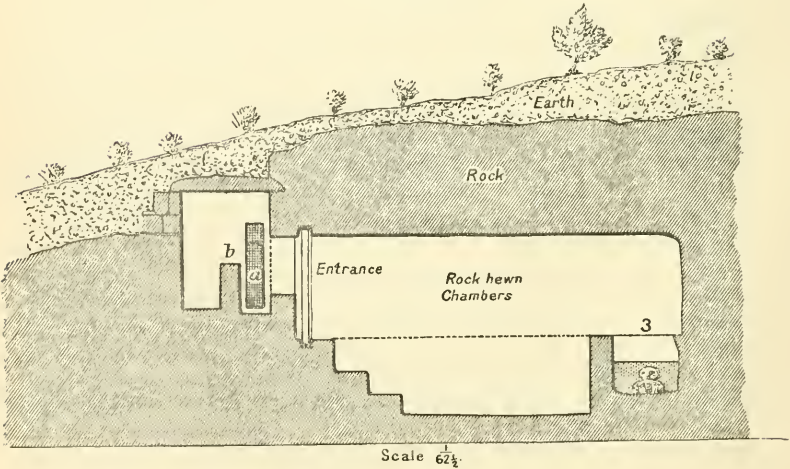 Earth
Rock
b
a
Entrance
Rock hewn
Chambers
3
Scale 1/62½.